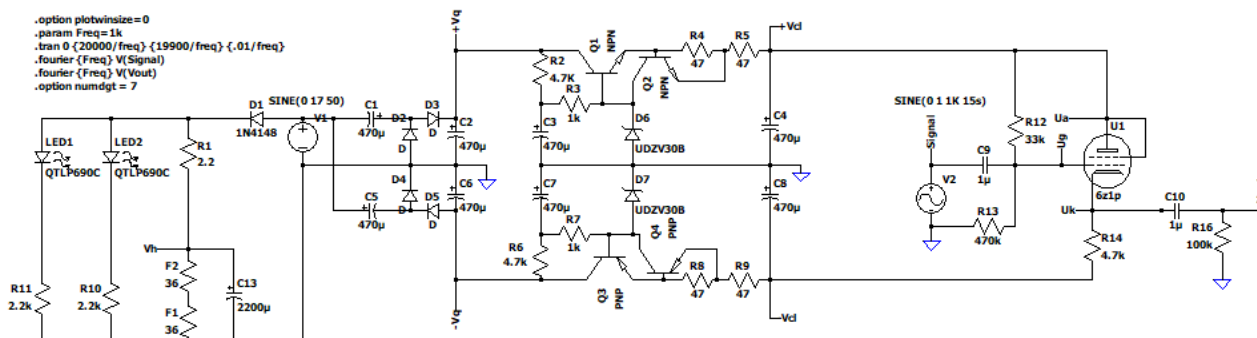 .option plotwinsize=0
.param Freq=1k
.tran 0 {20000/freq} {19900/freq} {.01/freq}
.fourier {Freq} V(Signal)
.fourier {Freq} V(Vout)
.option numdgt = 7
LED1
QTLP690C
LED2
QTLP690C
R1
2.2
D1
1N4148
SINE(0 17 50)
V1
C1
470µ
D2
D
D3
D
C2
470µ
+Vq
R2
4.7K
R3
1k
Q1
NPN
Q2
NPN
R4
47
R5
47
+Vcl
C3
470µ
D6
UDZV30B
C4
470µ
C5
470µ
D4
D
D5
D
C6
470µ
-Vq
C7
470µ
D7
UDZV30B
C8
470µ
R6
4.7k
R7
1k
Q3
PNP
Q4
PNP
R8
47
R9
47
-Vcl
Vh
F2
36
F1
36
C13
2200µ
R11
2.2k
R10
2.2k
SINE(0 1 1K 15s)
Signal
V2
C9
1µ
R12
33k
R13
470k
Ua
Ug
U1
6z1p
Uk
R14
4.7k
C10
1µ
R16
100k